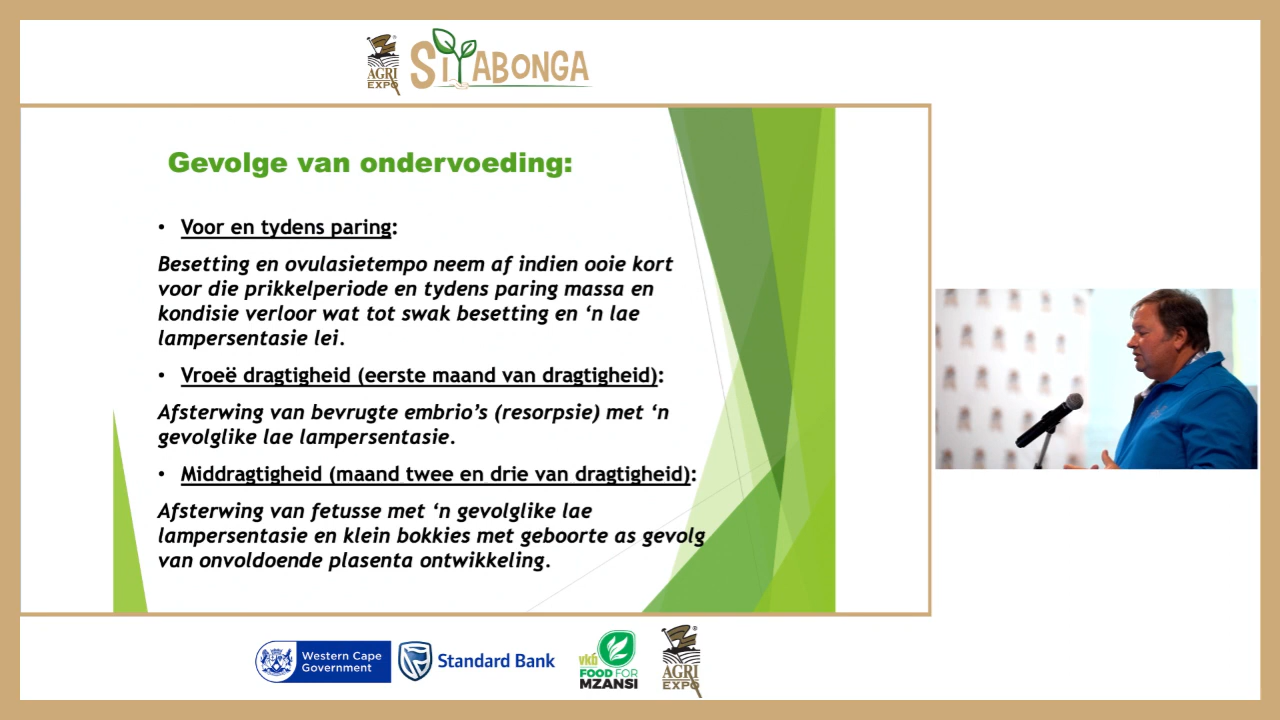 AGRI
EXPO
SIYABONGA
Gevolge van ondervoeding:
• Voor en tydens paring:
Besetting en ovulasietempo neem af indien ooie kort
voor die prikkelperiode en tydens paring massa en
kondisie verloor wat tot swak besetting en ‘n lae
lampersentasie lei.
• Vroeë dragtigheid (eerste maand van dragtigheid):
Afsterwing van bevrugte embrio’s (resorpsie) met ‘n
gevolglike lae lampersentasie.
• Middragtigheid (maand twee en drie van dragtigheid):
Afsterwing van fetusse met ‘n gevolglike lae
lampersentasie en klein bokkies met geboorte as gevolg
van onvoldoende plasenta ontwikkeling.
Western Cape
Government
Standard Bank
vkb
FOOD FOR
MZANSI
AGRI
EXPO